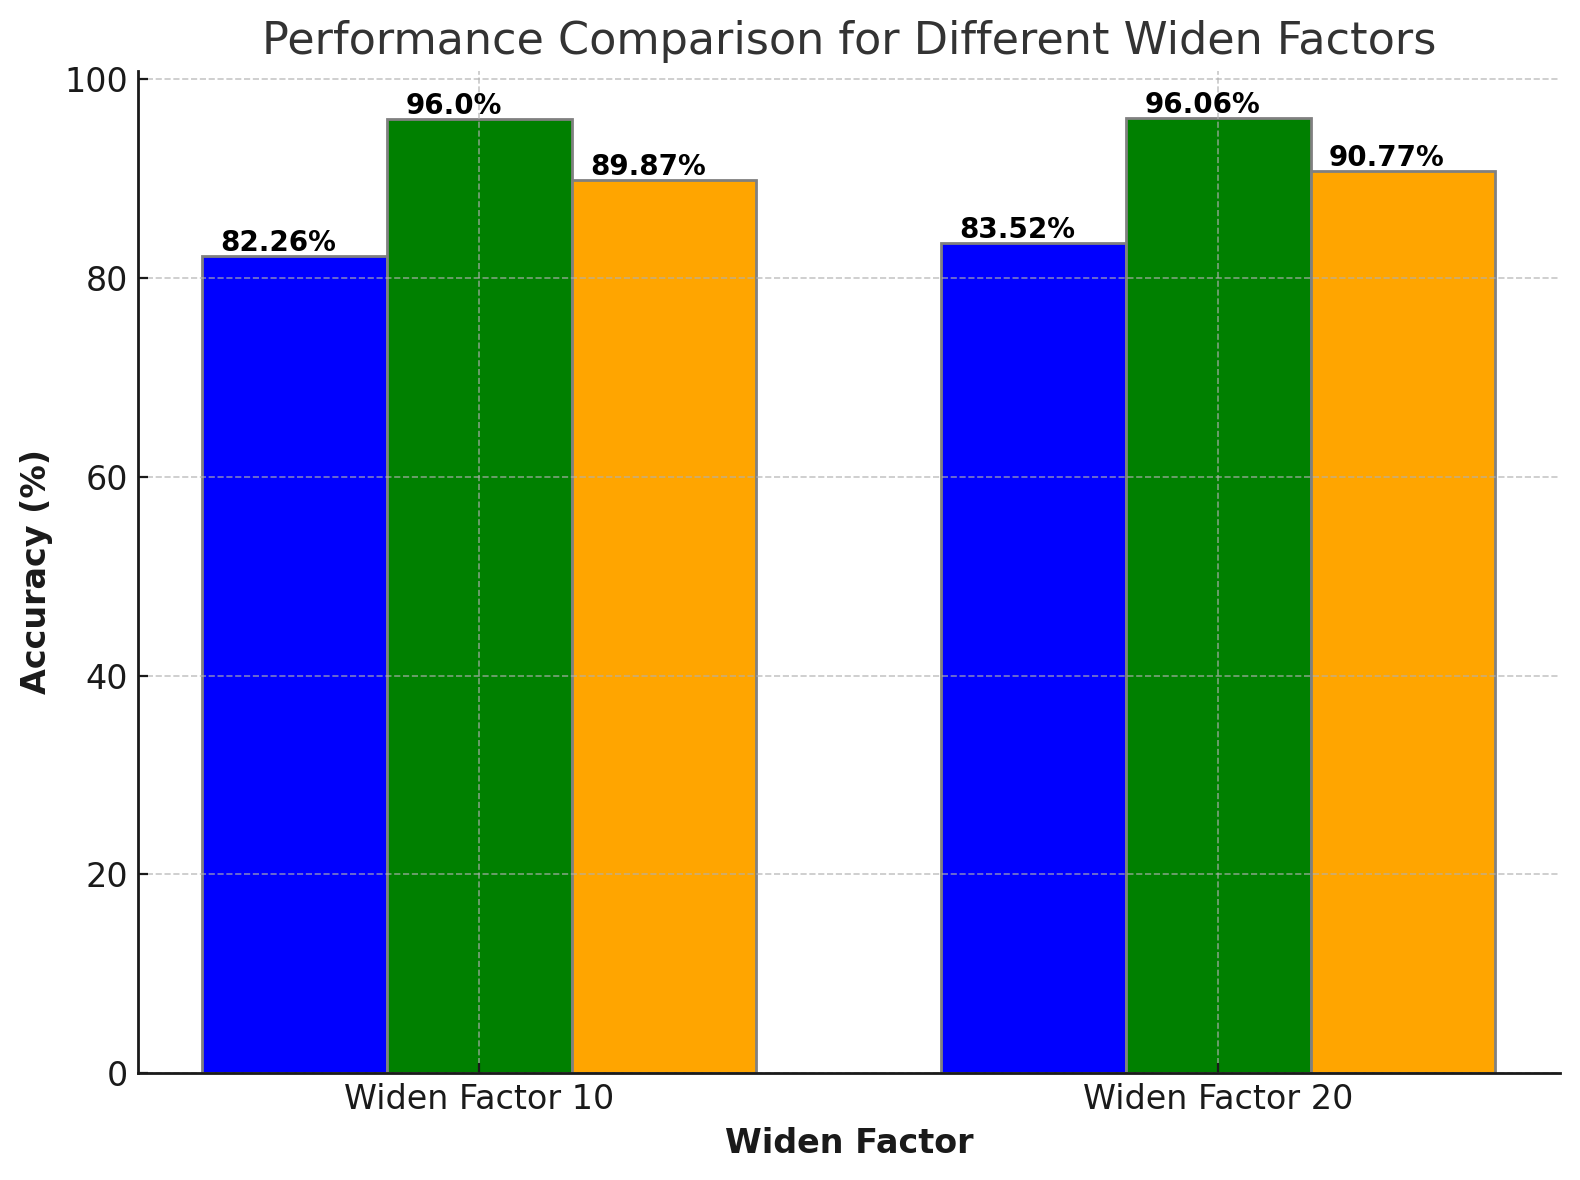 Performance Comparison for Different Widen Factors
100
80
60
40
20
0
Accuracy (%)
82.26%
96.0%
89.87%
83.52%
96.06%
90.77%
Widen Factor 10
Widen Factor 20
Widen Factor